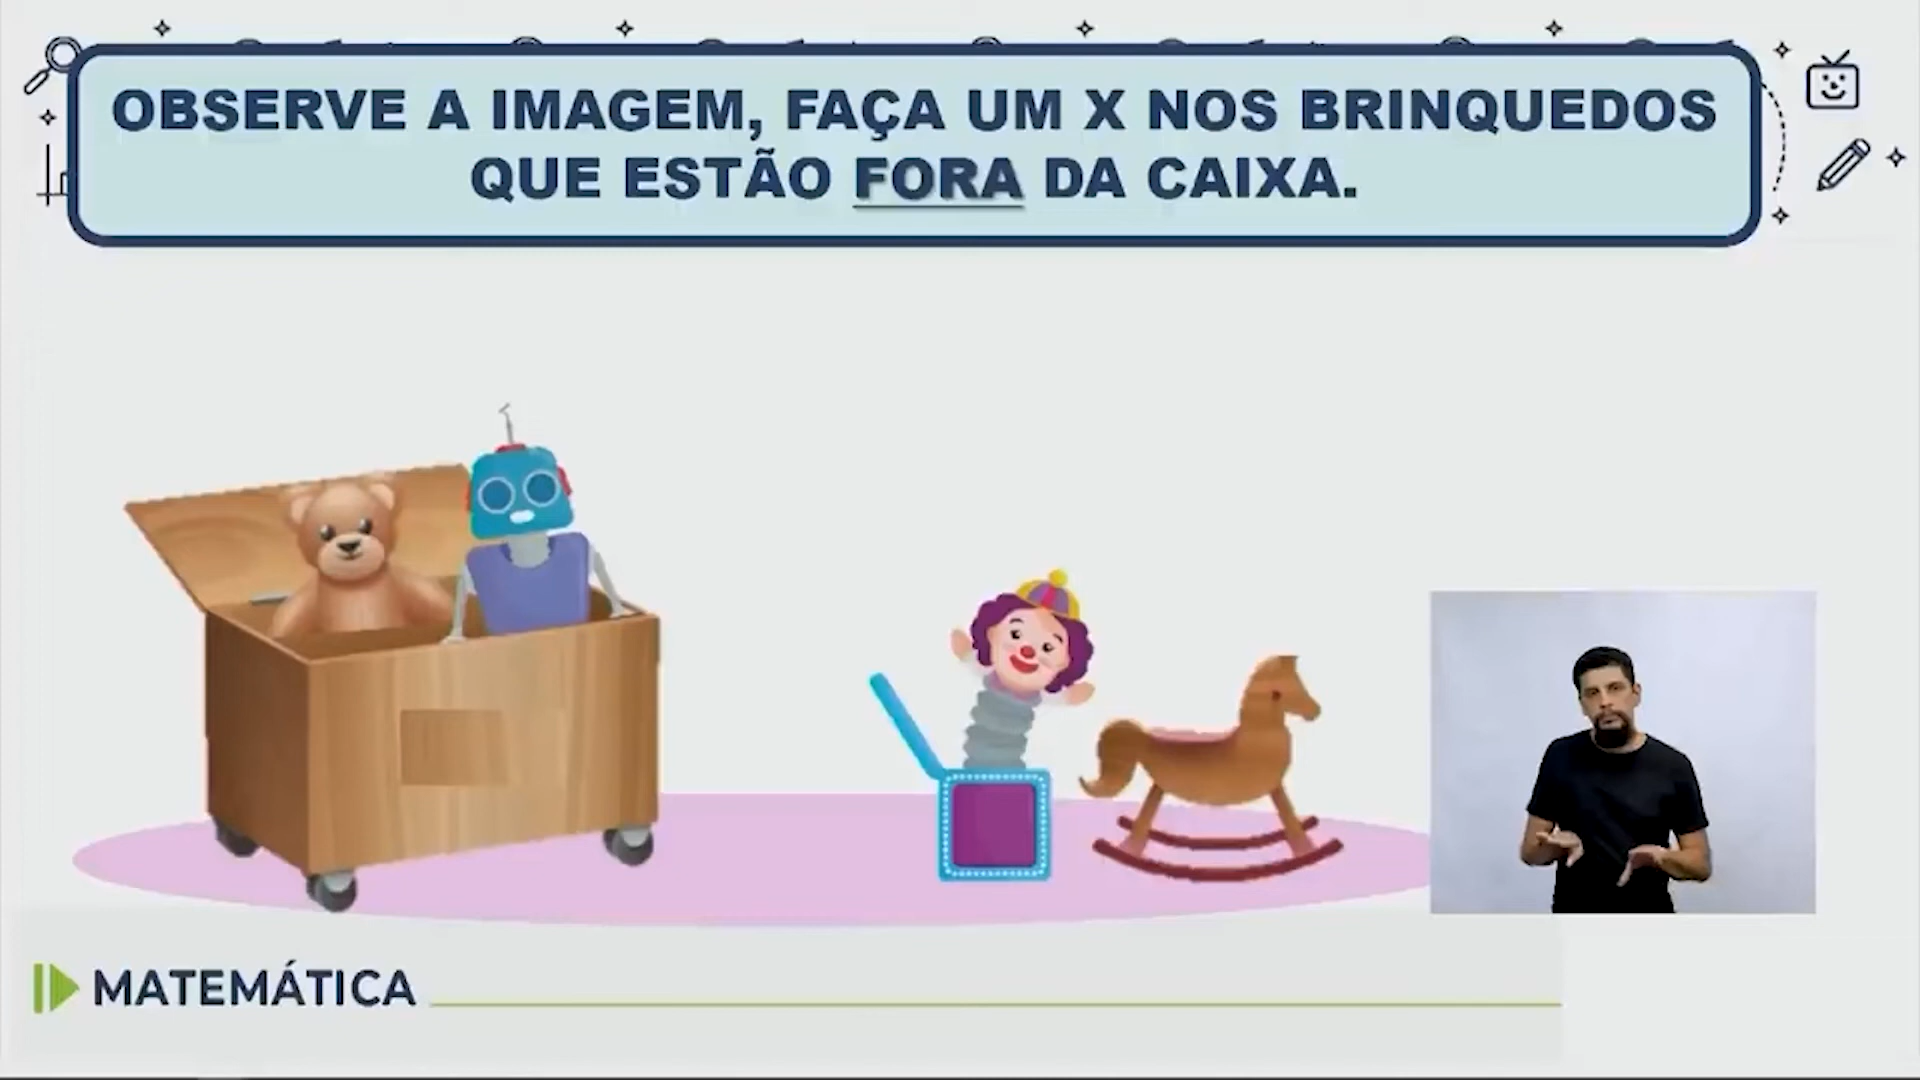 OBSERVE A IMAGEM, FAÇA UM X NOS BRINQUEDOS
QUE ESTÃO FORA DA CAIXA.
MATEMÁTICA